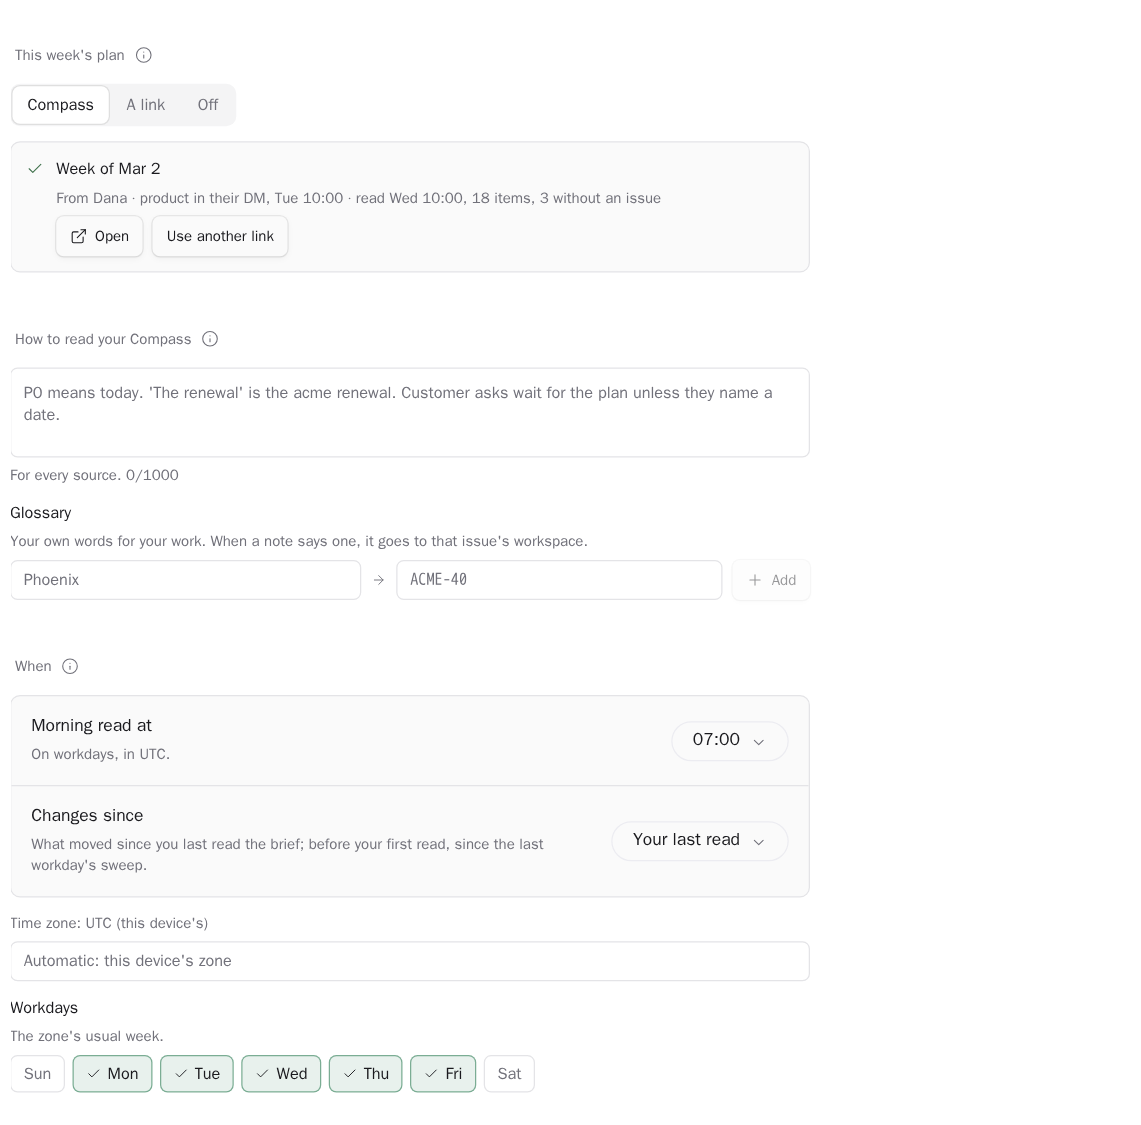 This week's plan
Compass
A link
Off
Week of Mar 2
From Dana · product in their DM, Tue 10:00 · read Wed 10:00, 18 items, 3 without an issue
Open
Use another link
How to read your Compass
P0 means today. 'The renewal' is the acme renewal. Customer asks wait for the plan unless they name a
date.
For every source. 0/1000
Glossary
Your own words for your work. When a note says one, it goes to that issue's workspace.
Phoenix
→
ACME-40
Add
When
Morning read at
On workdays, in UTC.
07:00
Changes since
What moved since you last read the brief; before your first read, since the last
workday's sweep.
Your last read
Time zone: UTC (this device's)
Automatic: this device's zone
Workdays
The zone's usual week.
Sun
Mon
Tue
Wed
Thu
Fri
Sat